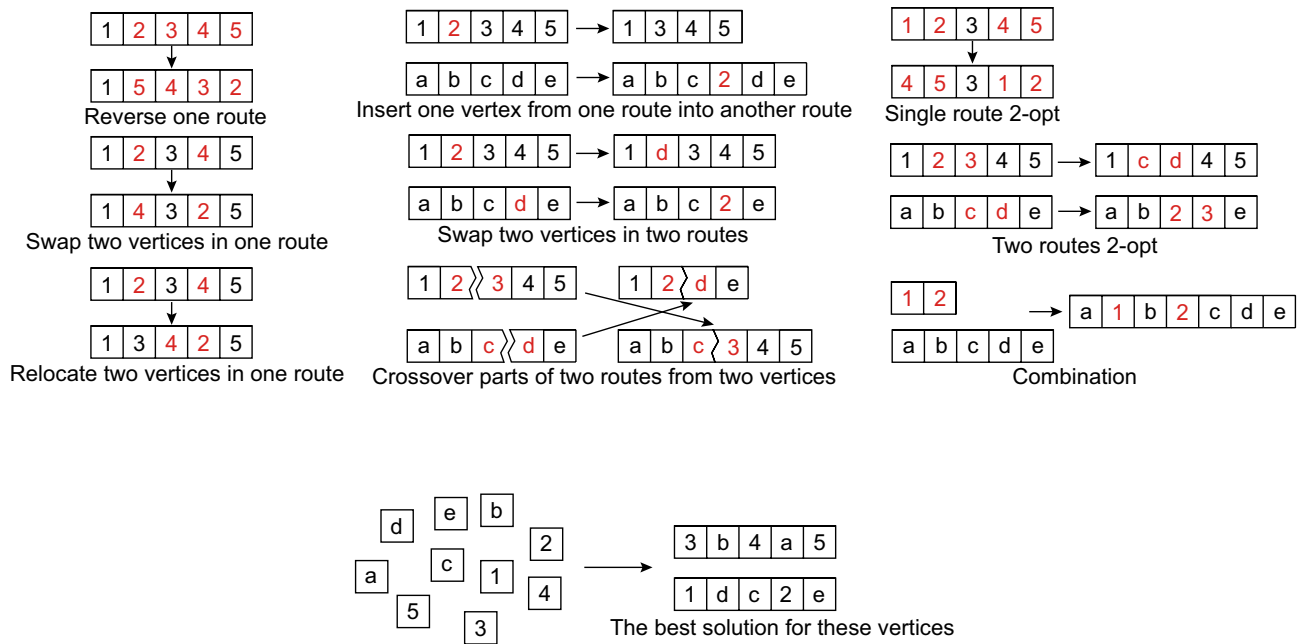 1 2 3 4 5
1 5 4 3 2
Reverse one route
1 2 3 4 5
1 4 3 2 5
Swap two vertices in one route
1 2 3 4 5
1 3 4 2 5
Relocate two vertices in one route
1 2 3 4 5
1 3 4 5
a b c d e
a b c 2 d e
Insert one vertex from one route into another route
1 2 3 4 5
1 d 3 4 5
a b c d e
a b c 2 e
Swap two vertices in two routes
1 2 3 4 5
1 2 d e
a b c d e
a b c 3 4 5
Crossover parts of two routes from two vertices
1 2 3 4 5
4 5 3 1 2
Single route 2-opt
1 2 3 4 5
1 c d 4 5
a b c d e
a b 2 3 e
Two routes 2-opt
1 2
a b c d e
a 1 b 2 c d e
Combination
d
e
b
2
a
c
1
4
5
3
3 b 4 a 5
1 d c 2 e
The best solution for these vertices